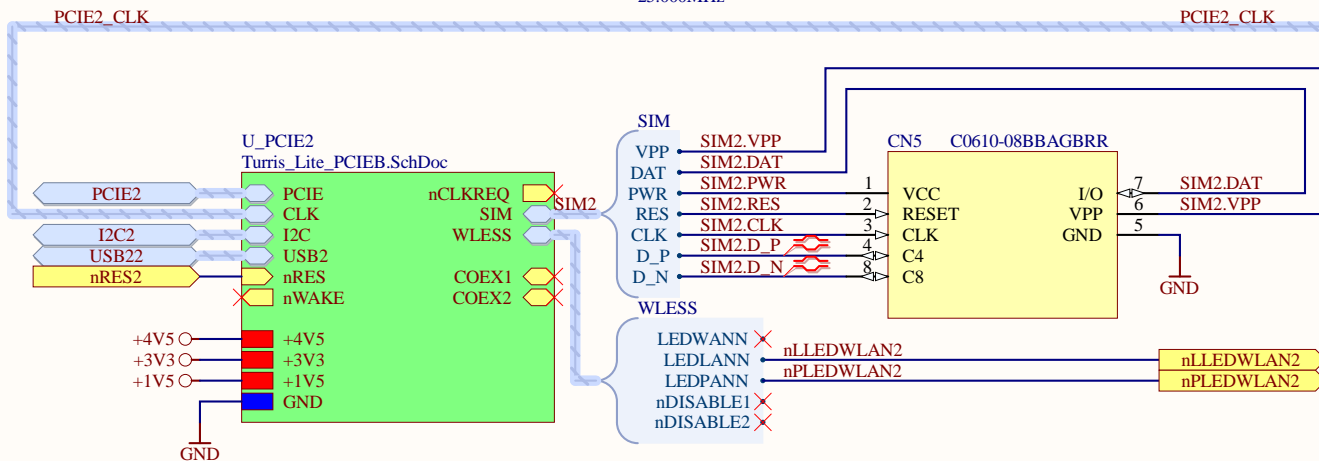 25.000MHz
PCIE2_CLK
PCIE2_CLK
U_PCIE2
Turris_Lite_PCIEB.SchDoc
PCIE2
I2C2
USB22
nRES2
PCIE
CLK
I2C
USB2
nRES
nWAKE
+4V5
+3V3
+1V5
GND
nCLKREQ
SIM
WLESS
COEX1
COEX2
+4V5
+3V3
+1V5
GND
SIM2
SIM
VPP
DAT
PWR
RES
CLK
D_P
D_N
SIM2.VPP
SIM2.DAT
SIM2.PWR
SIM2.RES
SIM2.CLK
SIM2.D_P
SIM2.D_N
CN5 C0610-08BBAGBRR
1
2
3
4
8
VCC
RESET
CLK
C4
C8
I/O
VPP
GND
7
6
5
SIM2.DAT
SIM2.VPP
GND
WLESS
LEDWANN
LEDLANN
LEDPANN
nDISABLE1
nDISABLE2
nLLEDWLAN2
nPLEDWLAN2
nLLEDWLAN2
nPLEDWLAN2